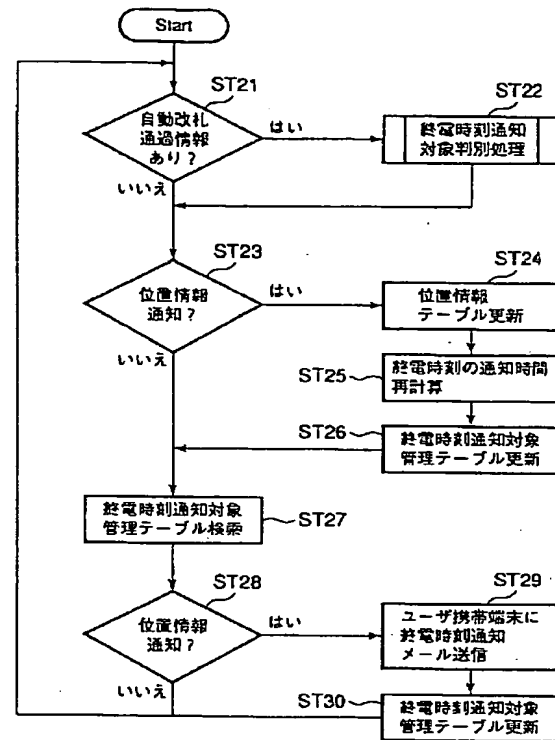 Start
ST21
自動改札
通過情報
あり?
はい
いいえ
ST22
終電時刻通知
対象判別処理
ST23
位置情報
通知?
はい
いいえ
ST24
位置情報
テーブル更新
ST25
終電時刻の通知時間
再計算
ST26
終電時刻通知対象
管理テーブル更新
終電時刻通知対象
管理テーブル検索
ST27
ST28
位置情報
通知?
はい
いいえ
ST29
ユーザ携帯端末に
終電時刻通知
メール送信
ST30
終電時刻通知対象
管理テーブル更新